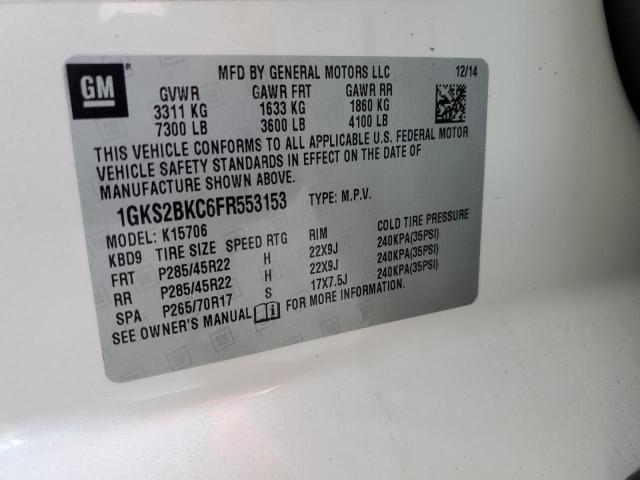 GM
MFD BY GENERAL MOTORS LLC 12/14
GVWR GAWR FRT GAWR RR
3311 KG 1633 KG 1860 KG
7300 LB 3600 LB 4100 LB
THIS VEHICLE CONFORMS TO ALL APPLICABLE U.S. FEDERAL MOTOR
VEHICLE SAFETY STANDARDS IN EFFECT ON THE DATE OF
MANUFACTURE SHOWN ABOVE.
1GKS2BKC6FR553153 TYPE: M.P.V.
MODEL: K15706
KBD9 TIRE SIZE SPEED RTG RIM COLD TIRE PRESSURE
FRT P285/45R22 H 22X9J 240KPA(35PSI)
RR P285/45R22 H 22X9J 240KPA(35PSI)
SPA P265/70R17 S 17X7.5J 240KPA(35PSI)
SEE OWNER'S MANUAL FOR MORE INFORMATION.